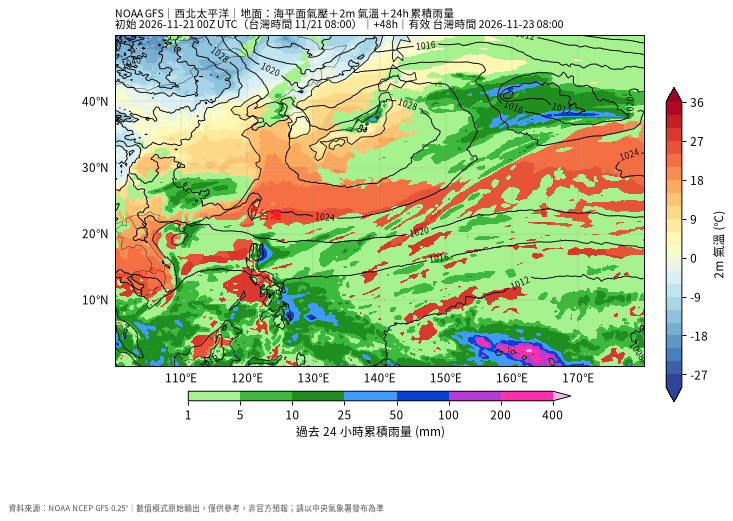 NOAA GFS｜西北太平洋｜地面：海平面氣壓＋2m 氣溫＋24h 累積雨量
初始 2026-11-21 00Z UTC（台灣時間 11/21 08:00）｜+48h｜有效 台灣時間 2026-11-23 08:00
1012
1016
1028
1020
1040
36
40°N
1028
1016
1020
27
30°N
1024
18
台灣
1024
9
20°N
1020
0
1016
10°N
1012
-9
-18
-27
2m 氣溫 (°C)
110°E 120°E 130°E 140°E 150°E 160°E 170°E
1 5 10 25 50 100 200 400
過去 24 小時累積雨量 (mm)
資料來源：NOAA NCEP GFS 0.25°｜數值模式原始輸出，僅供參考，非官方預報；請以中央氣象署發布為準